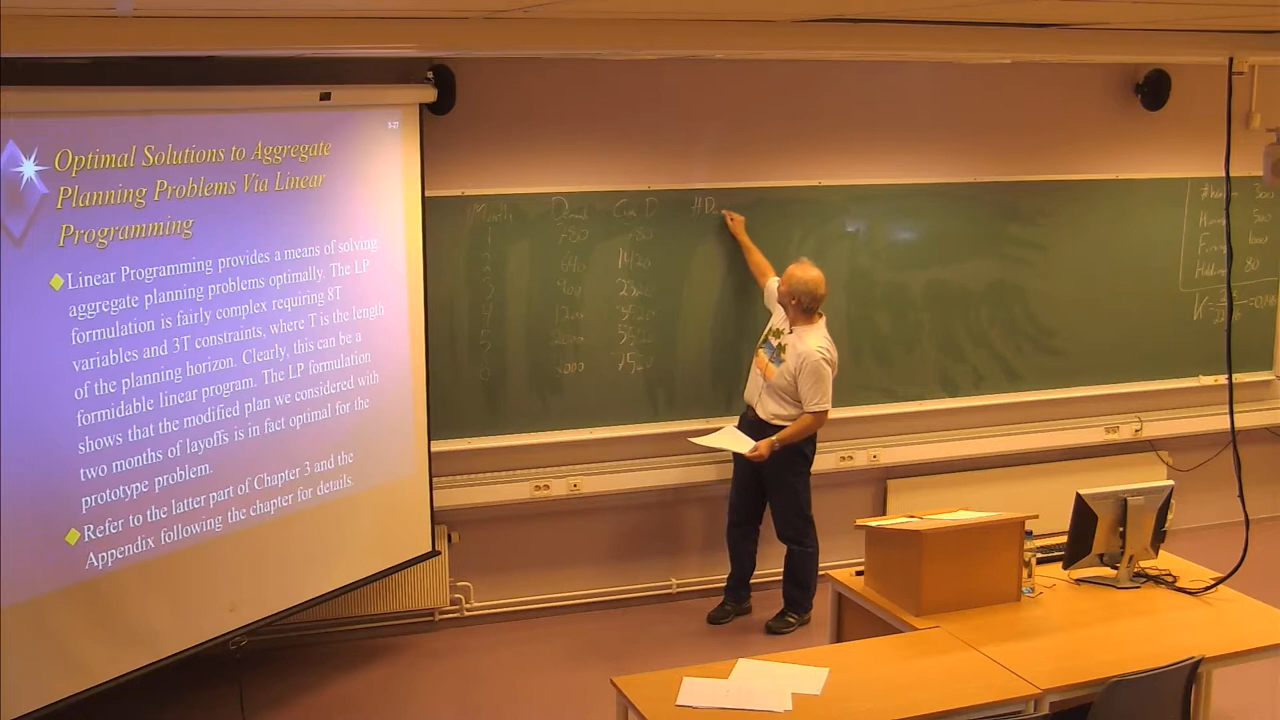 3-27
Optimal Solutions to Aggregate
Planning Problems Via Linear
Programming
Linear Programming provides a means of solving
aggregate planning problems optimally. The LP
formulation is fairly complex requiring 8T
variables and 3T constraints, where T is the length
of the planning horizon. Clearly, this can be a
formidable linear program. The LP formulation
shows that the modified plan we considered with
two months of layoffs is in fact optimal for the
prototype problem.
Refer to the latter part of Chapter 3 and the
Appendix following the chapter for details.
Month Demand Cum D # D
1 780 780
640 1420
900 2320
1200 3520
2000 5520
2000 7520
300
500
Holding 80
K =